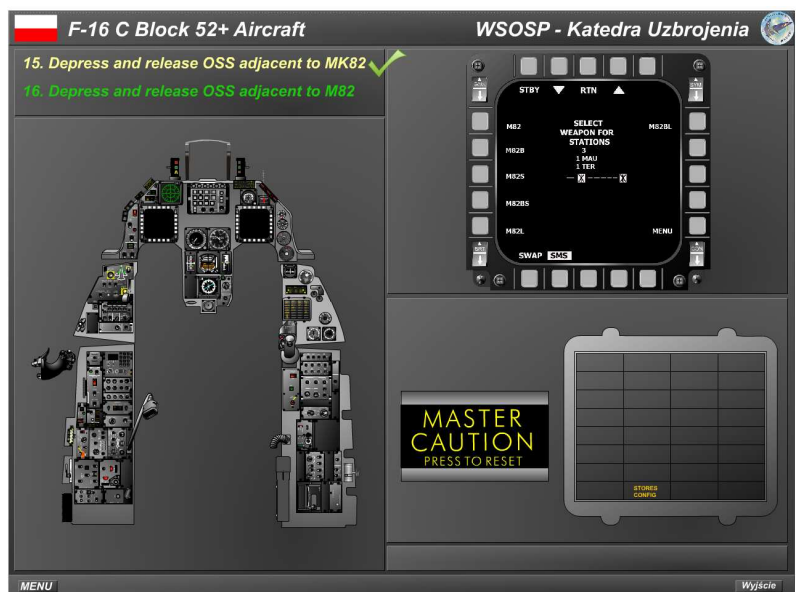 F-16 C Block 52+ Aircraft
WSOSP - Katedra Uzbrojenia
15. Depress and release OSS adjacent to MK82
16. Depress and release OSS adjacent to M82
STBY RTN
M82
M82B
M82S
M82BS
M82L
SELECT
WEAPON FOR
STATIONS
3
1 MAU
1 TER
- X - - - - - X
M82BL
MENU
SWAP SMS
MASTER
CAUTION
PRESS TO RESET
STORES
CONFIG
MENU
Wyjście